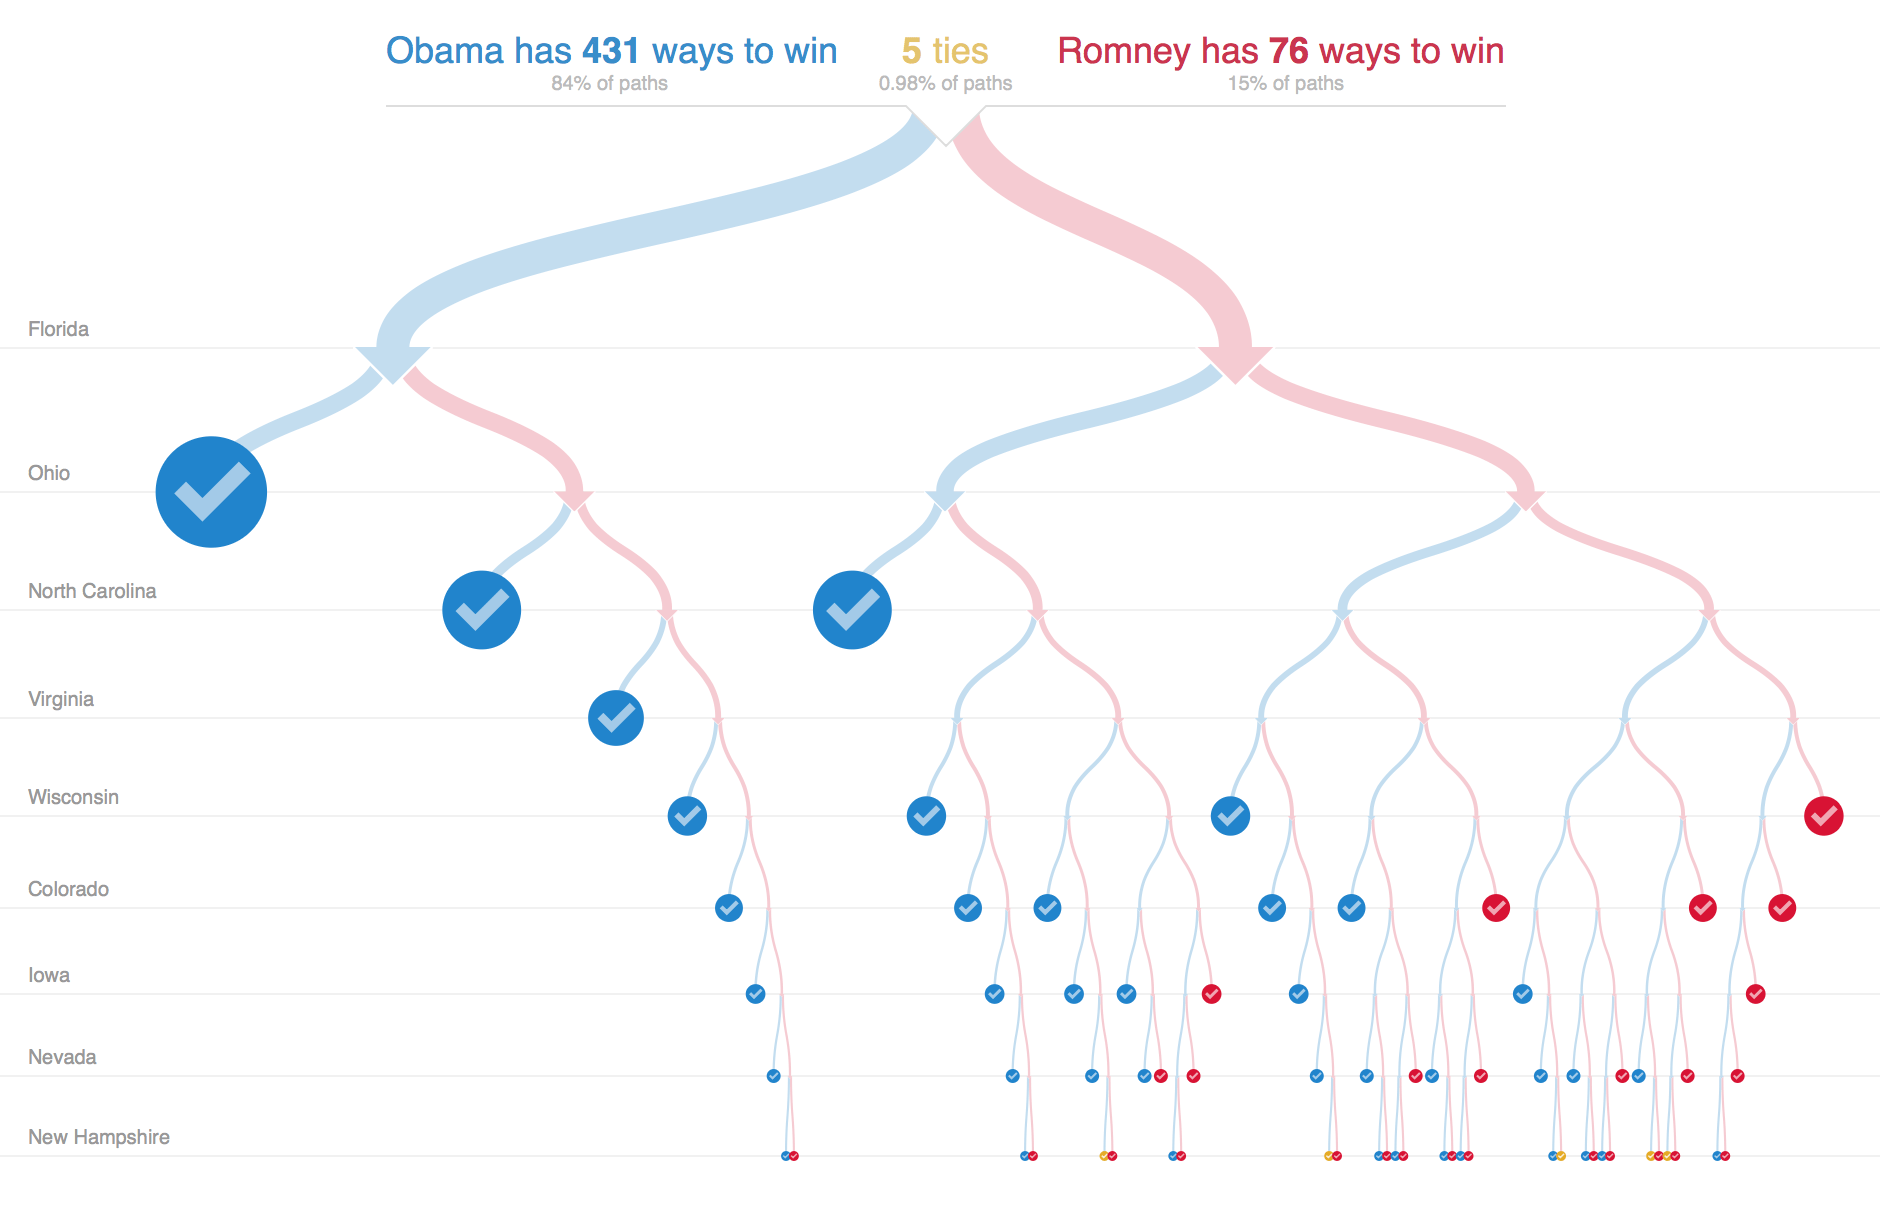 Obama has 431 ways to win
84% of paths
5 ties
0.98% of paths
Romney has 76 ways to win
15% of paths
Florida
Ohio
North Carolina
Virginia
Wisconsin
Colorado
Iowa
Nevada
New Hampshire